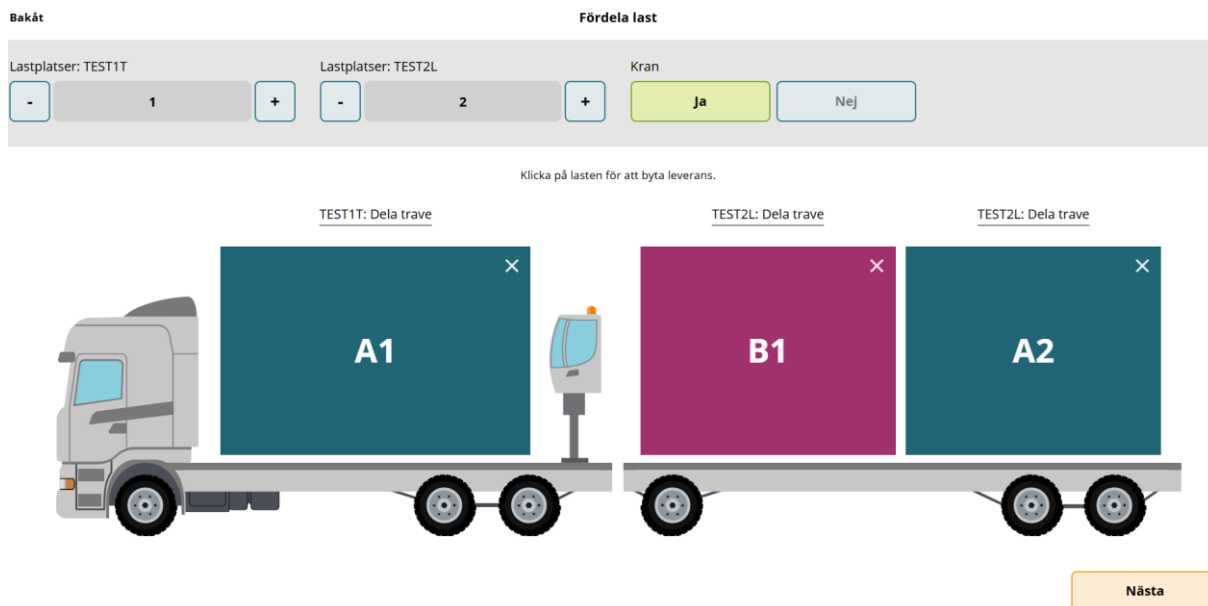 Bakåt
Fördela last
Lastplatser: TEST1T
Lastplatser: TEST2L
Kran
- 1 +
- 2 +
Ja
Nej
Klicka på lasten för att byta leverans.
TEST1T: Dela trave
TEST2L: Dela trave
TEST2L: Dela trave
A1
B1
A2
Nästa